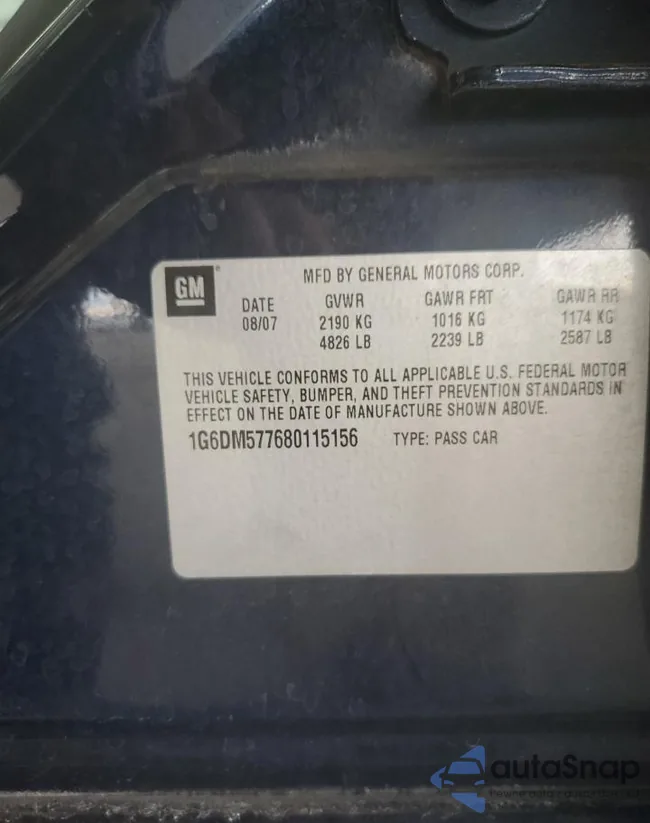 GM
MFD BY GENERAL MOTORS CORP.
DATE GVWR GAWR FRT GAWR RR
08/07 2190 KG 1016 KG 1174 KG
4826 LB 2239 LB 2587 LB
THIS VEHICLE CONFORMS TO ALL APPLICABLE U.S. FEDERAL MOTOR
VEHICLE SAFETY, BUMPER, AND THEFT PREVENTION STANDARDS IN
EFFECT ON THE DATE OF MANUFACTURE SHOWN ABOVE.
1G6DM577680115156 TYPE: PASS CAR
autoSnap